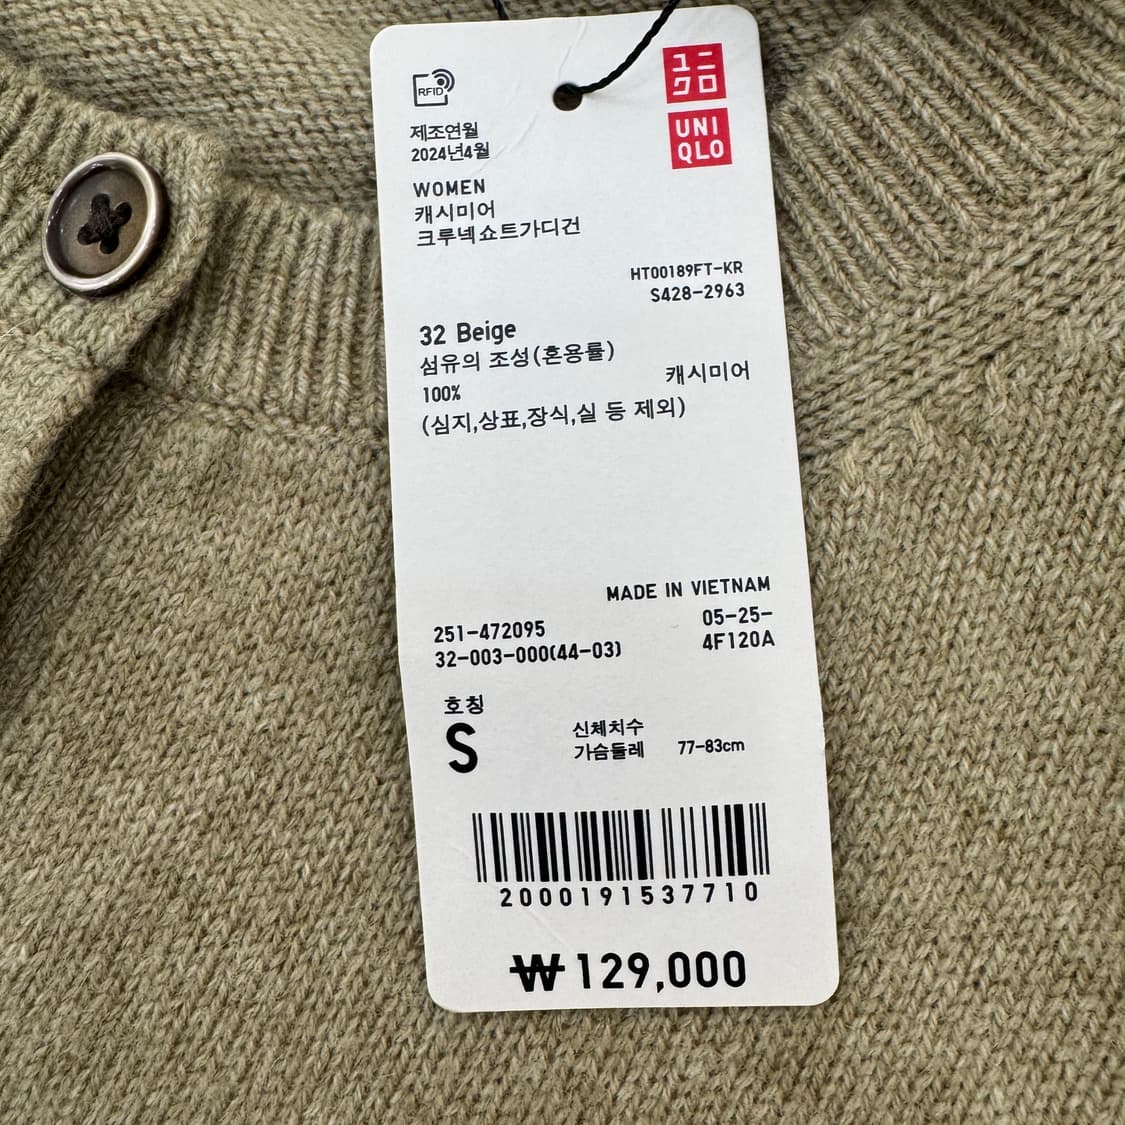 RFID
ユニ
クロ
UNI
QLO
제조연월
2024년4월
WOMEN
캐시미어
크루넥쇼트가디건
HT00189FT-KR
S428-2963
32 Beige
섬유의 조성(혼용률)
캐시미어
100%
(심지,상표,장식,실 등 제외)
MADE IN VIETNAM
251-472095
05-25-
32-003-000(44-03)
4F120A
호칭
S
신체치수
가슴둘레 77-83cm
2000191537710
₩129,000